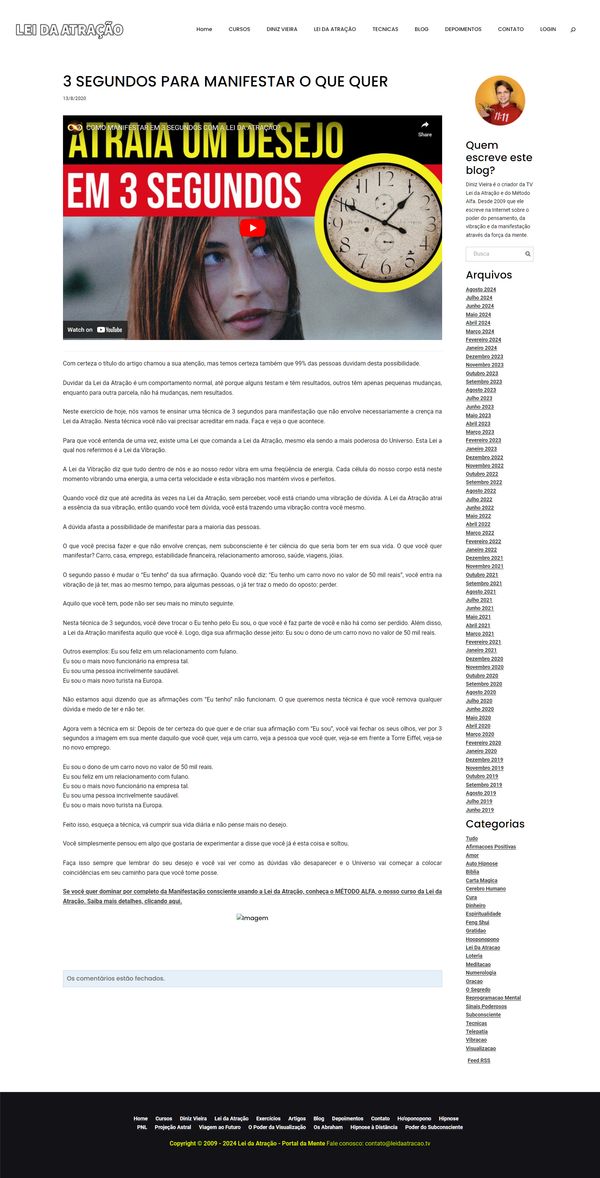 LEI DA ATRAÇÃO
Home CURSOS DINIZ VIEIRA LEI DA ATRAÇÃO TECNICAS BLOG DEPOIMENTOS CONTATO LOGIN
3 SEGUNDOS PARA MANIFESTAR O QUE QUER
13/8/2020
COMO MANIFESTAR EM 3 SEGUNDOS COM A LEI DA ATRAÇÃO
Share
ATRAIA UM DESEJO
EM 3 SEGUNDOS
Watch on YouTube
Com certeza o título do artigo chamou a sua atenção, mas temos certeza também que 99% das pessoas duvidam desta possibilidade.
Duvidar da Lei da Atração é um comportamento normal, até porque alguns testam e têm resultados, outros têm apenas pequenas mudanças,
enquanto para outra parcela, não há mudanças, nem resultados.
Neste exercício de hoje, nós vamos te ensinar uma técnica de 3 segundos para manifestação que não envolve necessariamente a crença na
Lei da Atração. Nesta técnica você não vai precisar acreditar em nada. Faça e veja o que acontece.
Para que você entenda de uma vez, existe uma Lei que comanda a Lei da Atração, mesmo ela sendo a mais poderosa do Universo. Esta Lei a
qual nos referimos é a Lei da Vibração.
A Lei da Vibração diz que tudo dentro de nós e ao nosso redor vibra em uma freqüência de energia. Cada célula do nosso corpo está neste
momento vibrando uma energia, a uma certa velocidade e esta vibração nos mantém vivos e perfeitos.
Quando você diz que até acredita às vezes na Lei da Atração, sem perceber, você está criando uma vibração de dúvida. A Lei da Atração atrai
a essência da sua vibração, então quando você tem dúvida, você está trazendo uma vibração contra você mesmo.
A dúvida afasta a possibilidade de manifestar para a maioria das pessoas.
O que você precisa fazer e que não envolve crenças, nem subconsciente é ter ciência do que seria bom ter em sua vida. O que você quer
manifestar? Carro, casa, emprego, estabilidade financeira, relacionamento amoroso, saúde, viagens, jóias.
O segundo passo é mudar o "Eu tenho" da sua afirmação. Quando você diz: "Eu tenho um carro novo no valor de 50 mil reais", você entra na
vibração de já ter, mas ao mesmo tempo, para algumas pessoas, o já ter traz o medo do oposto: perder.
Aquilo que você tem, pode não ser seu mais no minuto seguinte.
Nesta técnica de 3 segundos, você deve trocar o Eu tenho pelo Eu sou, o que você é faz parte de você e não há como ser perdido. Além disso,
a Lei da Atração manifesta aquilo que você é. Logo, diga sua afirmação desse jeito: Eu sou o dono de um carro novo no valor de 50 mil reais.
Outros exemplos: Eu sou feliz em um relacionamento com fulano.
Eu sou o mais novo funcionário na empresa tal.
Eu sou uma pessoa incrivelmente saudável.
Eu sou o mais novo turista na Europa.
Não estamos aqui dizendo que as afirmações com "Eu tenho" não funcionam. O que queremos nesta técnica é que você remova qualquer
dúvida e medo de ter e não ter.
Agora vem a técnica em si: Depois de ter certeza do que quer e de criar sua afirmação com "Eu sou", você vai fechar os seus olhos, ver por 3
segundos a imagem em sua mente daquilo que você quer, veja um carro, veja a pessoa que você quer, veja-se em frente a Torre Eiffel, veja-se
no novo emprego.
Eu sou o dono de um carro novo no valor de 50 mil reais.
Eu sou feliz em um relacionamento com fulano.
Eu sou o mais novo funcionário na empresa tal.
Eu sou uma pessoa incrivelmente saudável.
Eu sou o mais novo turista na Europa.
Feito isso, esqueça a técnica, vá cumprir sua vida diária e não pense mais no desejo.
Você simplesmente pensou em algo que gostaria de experimentar a disse que você já é esta coisa e soltou.
Faça isso sempre que lembrar do seu desejo e você vai ver como as dúvidas vão desaparecer e o Universo vai começar a colocar
coincidências em seu caminho para que você tome posse.
Se você quer dominar por completo da Manifestação consciente usando a Lei da Atração, conheça o MÉTODO ALFA, o nosso curso da Lei da
Atração. Saiba mais detalhes, clicando aqui.
Imagem
Os comentários estão fechados.
11:11
Quem
escreve este
blog?
Diniz Vieira é o criador da TV
Lei da Atração e do Método
Alfa. Desde 2009 que ele
escreve na Internet sobre o
poder do pensamento, da
vibração e da manifestação
através da força da mente.
Busca
Arquivos
Agosto 2024
Julho 2024
Junho 2024
Maio 2024
Abril 2024
Março 2024
Fevereiro 2024
Janeiro 2024
Dezembro 2023
Novembro 2023
Outubro 2023
Setembro 2023
Agosto 2023
Julho 2023
Junho 2023
Maio 2023
Abril 2023
Março 2023
Fevereiro 2023
Janeiro 2023
Dezembro 2022
Novembro 2022
Outubro 2022
Setembro 2022
Agosto 2022
Julho 2022
Junho 2022
Maio 2022
Abril 2022
Março 2022
Fevereiro 2022
Janeiro 2022
Dezembro 2021
Novembro 2021
Outubro 2021
Setembro 2021
Agosto 2021
Julho 2021
Junho 2021
Maio 2021
Abril 2021
Março 2021
Fevereiro 2021
Janeiro 2021
Dezembro 2020
Novembro 2020
Outubro 2020
Setembro 2020
Agosto 2020
Julho 2020
Junho 2020
Maio 2020
Abril 2020
Março 2020
Fevereiro 2020
Janeiro 2020
Dezembro 2019
Novembro 2019
Outubro 2019
Setembro 2019
Agosto 2019
Julho 2019
Junho 2019
Categorias
Tudo
Afirmacoes Positivas
Amor
Auto Hipnose
Biblia
Carta Magica
Cerebro Humano
Cura
Dinheiro
Espiritualidade
Feng Shui
Gratidao
Hooponopono
Lei Da Atracao
Loteria
Meditacao
Numerologia
Oracao
O Segredo
Reprogramacao Mental
Sinais Poderosos
Subconsciente
Tecnicas
Telepatia
Vibracao
Visualizacao
Feed RSS
Home Cursos Diniz Vieira Lei da Atração Exercícios Artigos Blog Depoimentos Contato Ho'oponopono Hipnose
PNL Projeção Astral Viagem ao Futuro O Poder da Visualização Os Abraham Hipnose à Distância Poder do Subconsciente
Copyright © 2009 - 2024 Lei da Atração - Portal da Mente Fale conosco: contato@leidaatracao.tv